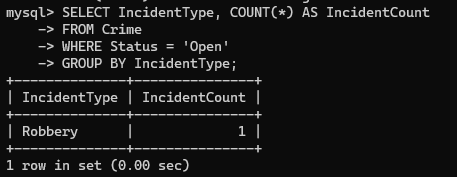 mysql> SELECT IncidentType, COUNT(*) AS IncidentCount
    -> FROM Crime
    -> WHERE Status = 'Open'
    -> GROUP BY IncidentType;
+--------------+---------------+
| IncidentType | IncidentCount |
+--------------+---------------+
| Robbery      |             1 |
+--------------+---------------+
1 row in set (0.00 sec)